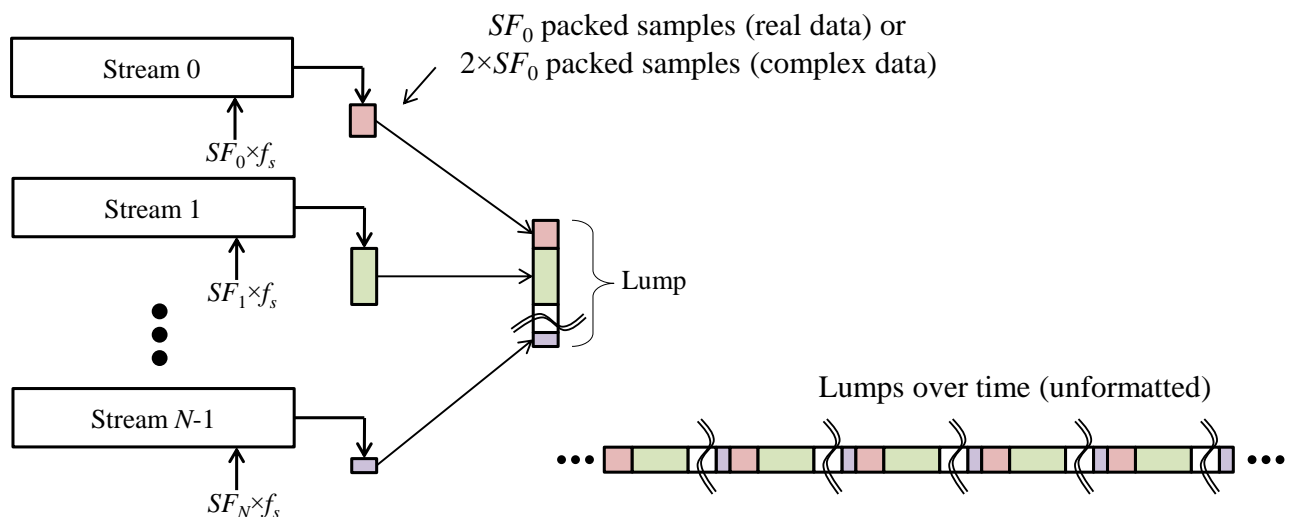 SF₀ packed samples (real data) or
2×SF₀ packed samples (complex data)
Stream 0
SF₀×fₛ
Stream 1
SF₁×fₛ
Lump
Stream N-1
SF_N×fₛ
Lumps over time (unformatted)